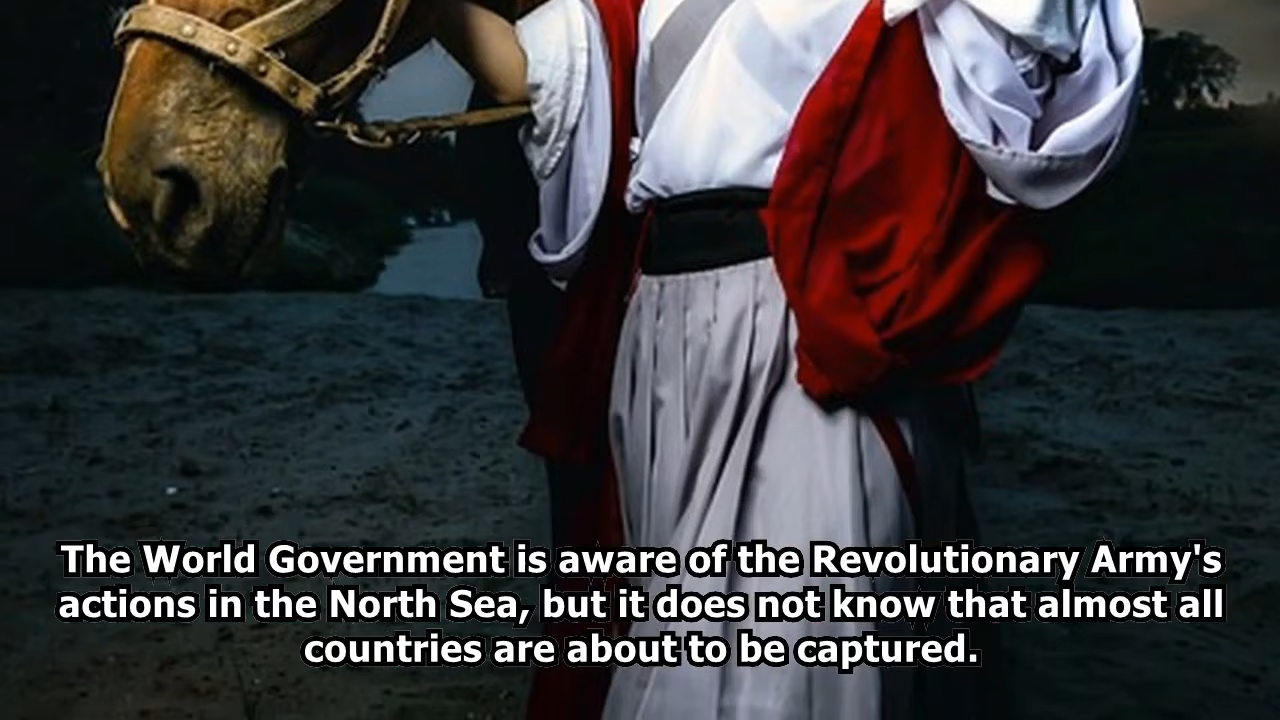 The World Government is aware of the Revolutionary Army's
actions in the North Sea, but it does not know that almost all
countries are about to be captured.